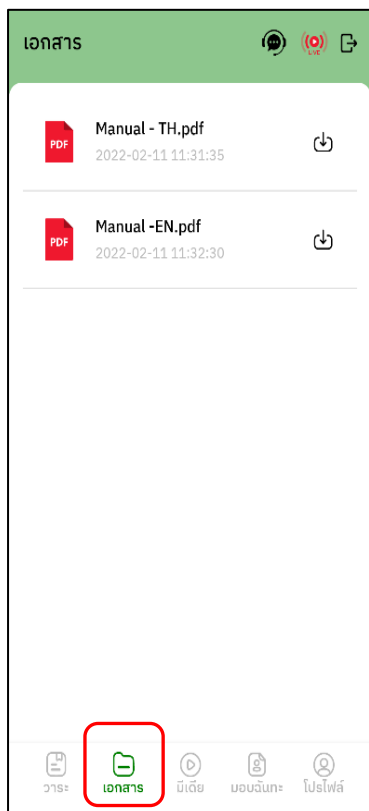 เอกสาร
LIVE
PDF
Manual - TH.pdf
2022-02-11 11:31:35
PDF
Manual -EN.pdf
2022-02-11 11:32:30
วาระ
เอกสาร
มีเดีย
มอบฉันทะ
โปรไฟล์